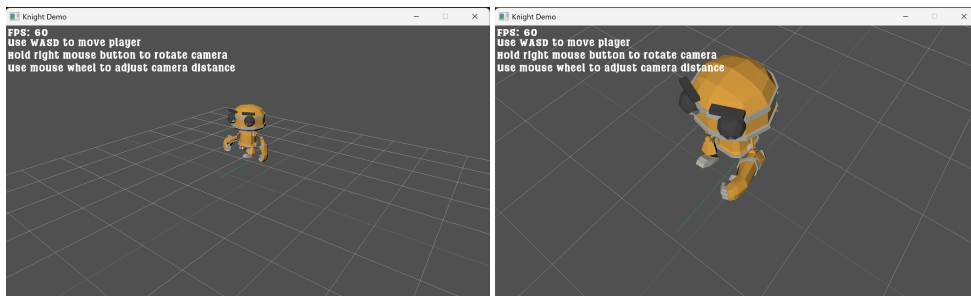 Knight Demo
FPS: 60
Use WASD to move player
Hold right mouse button to rotate camera
Use mouse wheel to adjust camera distance
Knight Demo
FPS: 60
Use WASD to move player
Hold right mouse button to rotate camera
Use mouse wheel to adjust camera distance